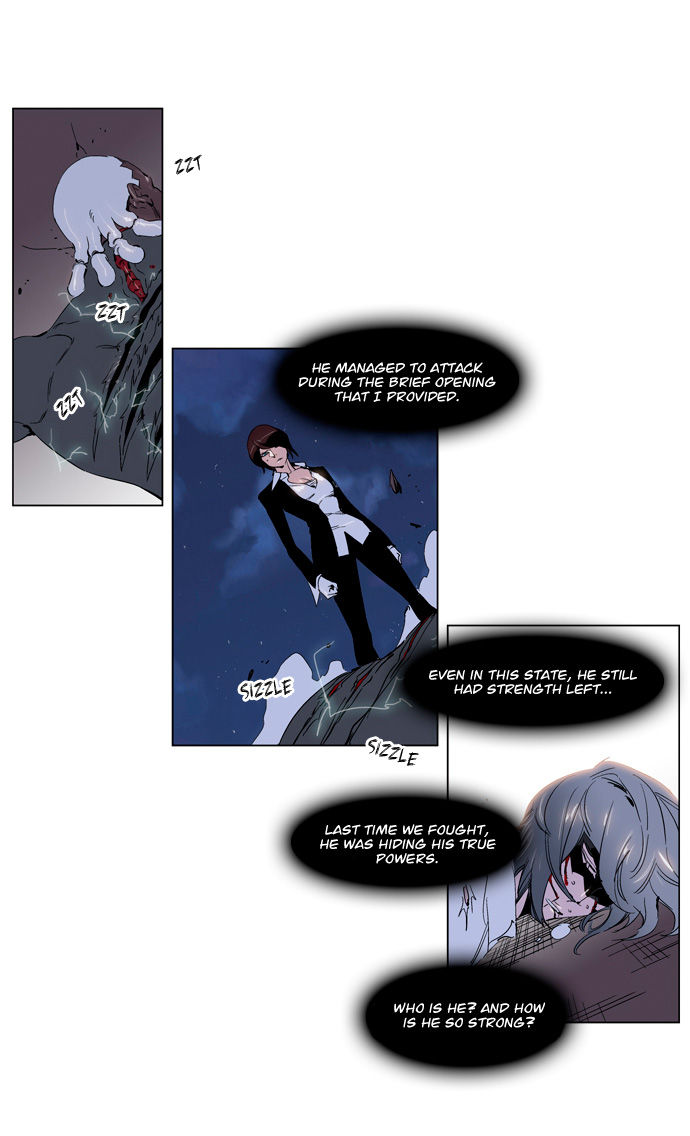 ZZT
ZZT
ZZT
HE MANAGED TO ATTACK
DURING THE BRIEF OPENING
THAT I PROVIDED.
SIZZLE
SIZZLE
EVEN IN THIS STATE, HE STILL
HAD STRENGTH LEFT...
LAST TIME WE FOUGHT,
HE WAS HIDING HIS TRUE
POWERS.
WHO IS HE? AND HOW
IS HE SO STRONG?